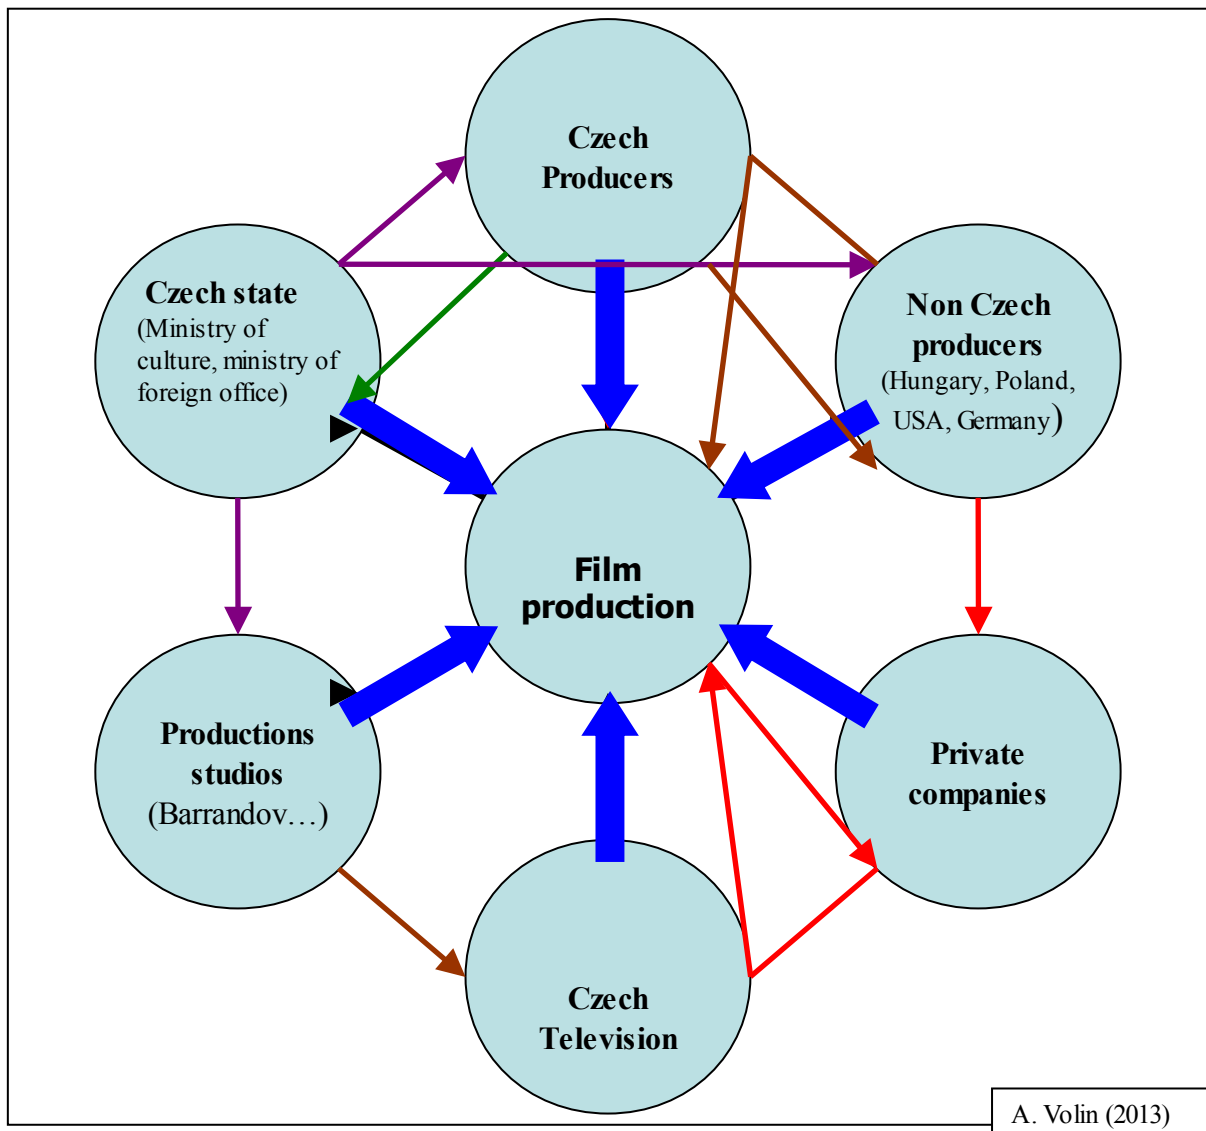 Czech
Producers
Czech state
(Ministry of
culture, ministry of
foreign office)
Non Czech
producers
(Hungary, Poland,
USA, Germany)
Film
production
Productions
studios
(Barrandov…)
Private
companies
Czech
Television
A. Volin (2013)